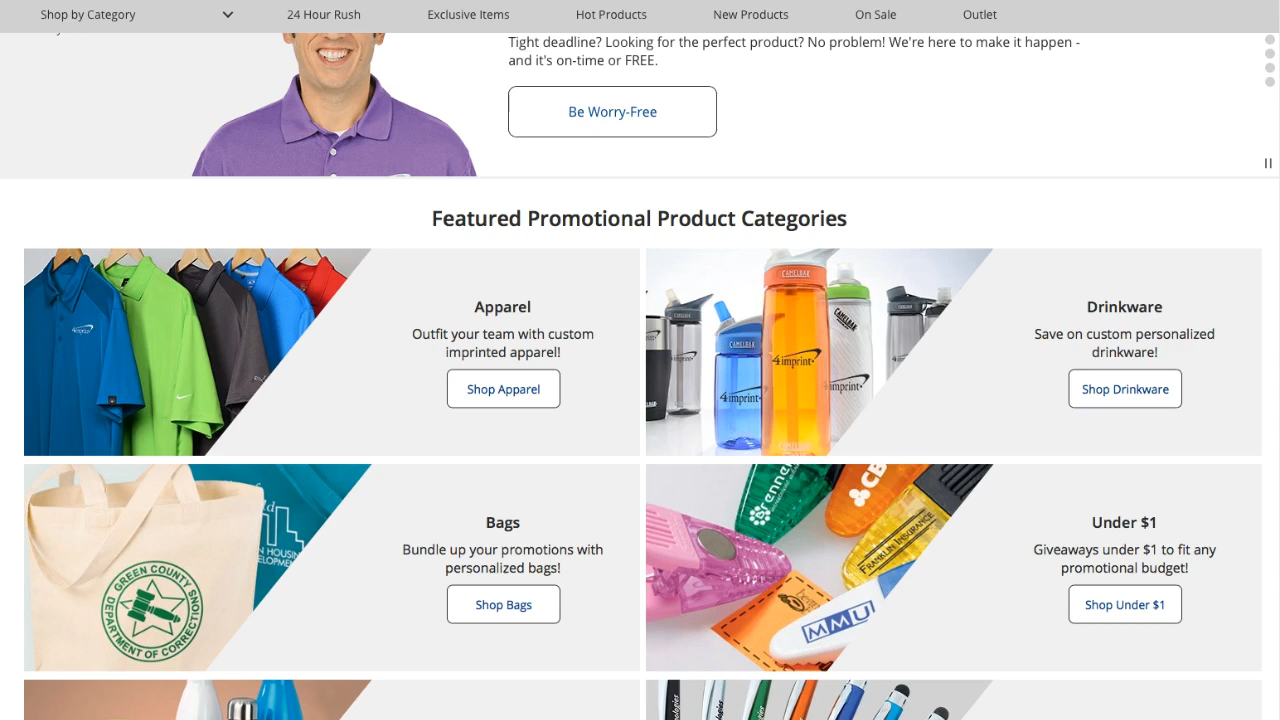 Shop by Category
24 Hour Rush
Exclusive Items
Hot Products
New Products
On Sale
Outlet
Tight deadline? Looking for the perfect product? No problem! We're here to make it happen -
and it's on-time or FREE.
Be Worry-Free
Featured Promotional Product Categories
4imprint
Apparel
Outfit your team with custom
imprinted apparel!
Shop Apparel
CAMELBAK
CAMELBAK
CAMELBAK
4imprint
4imprint
4imprint
CAMELBAK
Drinkware
Save on custom personalized
drinkware!
Shop Drinkware
GREEN COUNTY
DEPARTMENT OF CORRECTIONS
Bags
Bundle up your promotions with
personalized bags!
Shop Bags
FRANKLIN INSURANCE
MMU
Under $1
Giveaways under $1 to fit any
promotional budget!
Shop Under $1